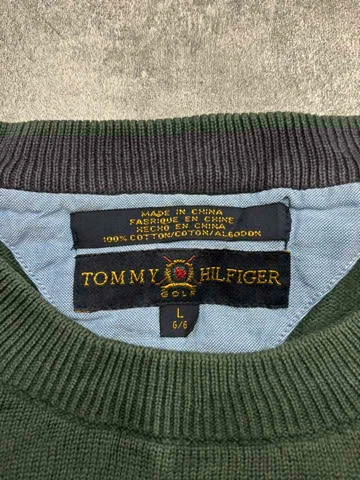 MADE IN CHINA
FABRIQUE EN CHINE
HECHO EN CHINA
100% COTTON/COTON/ALGODON
TOMMY HILFIGER
GOLF
L
G/G